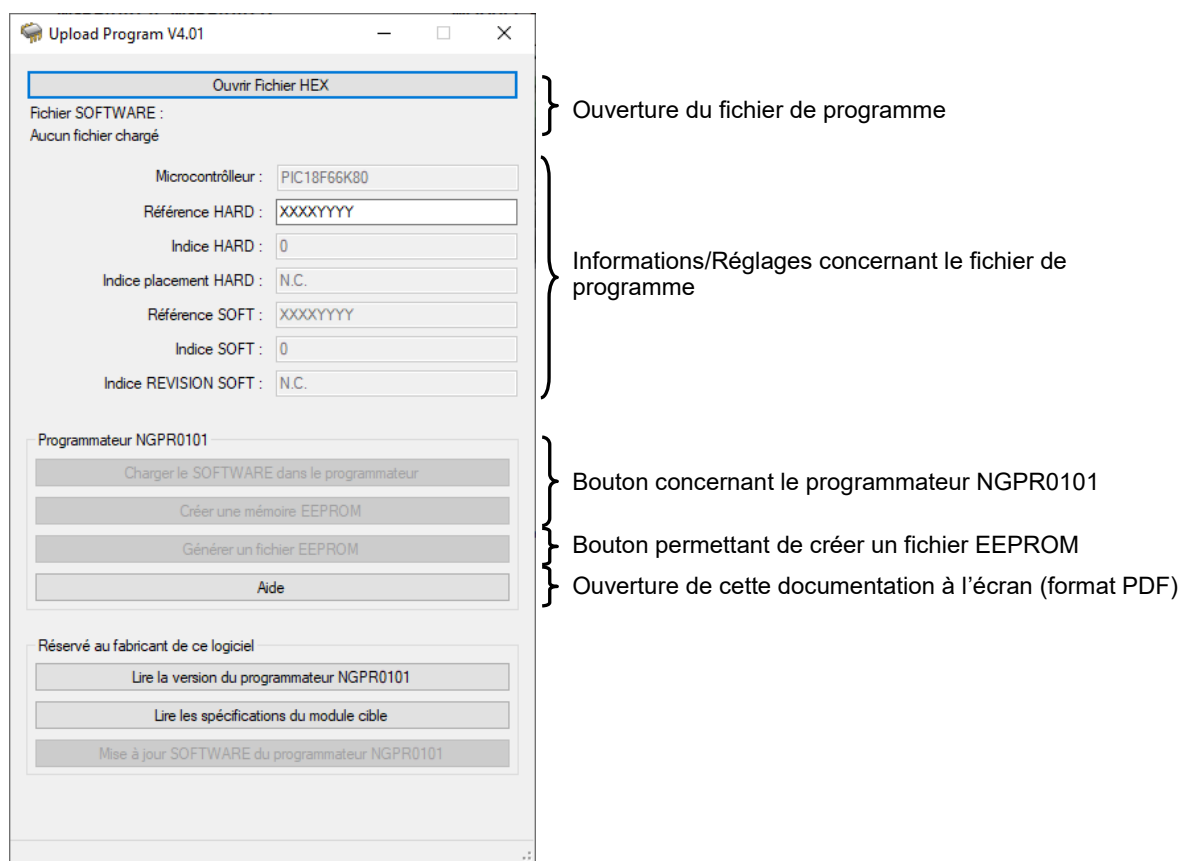 Upload Program V4.01
Ouvrir Fichier HEX
Fichier SOFTWARE :
Aucun fichier chargé
Ouverture du fichier de programme
Microcontrôlleur : PIC18F66K80
Référence HARD : XXXXYYYY
Indice HARD : 0
Indice placement HARD : N.C.
Référence SOFT : XXXXYYYY
Indice SOFT : 0
Indice REVISION SOFT : N.C.
Informations/Réglages concernant le fichier de
programme
Programmateur NGPR0101
Charger le SOFTWARE dans le programmateur
Créer une mémoire EEPROM
Bouton concernant le programmateur NGPR0101
Générer un fichier EEPROM
Bouton permettant de créer un fichier EEPROM
Aide
Ouverture de cette documentation à l’écran (format PDF)
Réservé au fabricant de ce logiciel
Lire la version du programmateur NGPR0101
Lire les spécifications du module cible
Mise à jour SOFTWARE du programmateur NGPR0101